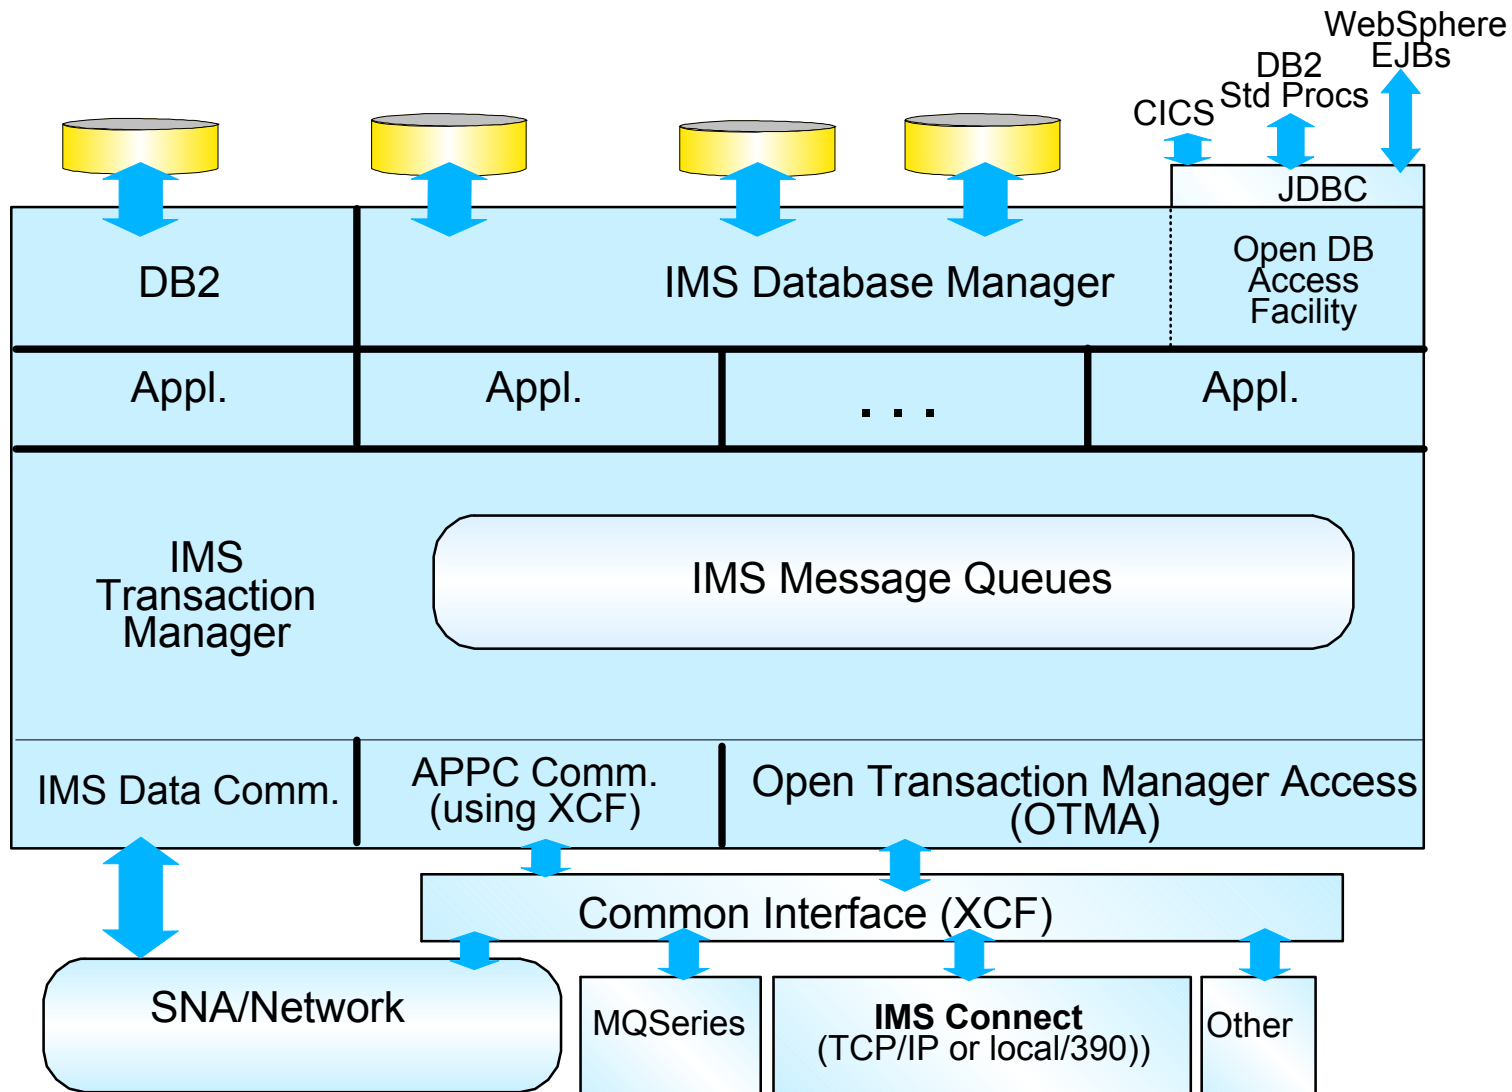 WebSphere
EJBs
DB2
Std Procs
CICS
JDBC
DB2
IMS Database Manager
Open DB
Access
Facility
Appl.
Appl.
. . .
Appl.
IMS
Transaction
Manager
IMS Message Queues
IMS Data Comm.
APPC Comm.
(using XCF)
Open Transaction Manager Access
(OTMA)
Common Interface (XCF)
SNA/Network
MQSeries
IMS Connect
(TCP/IP or local/390))
Other